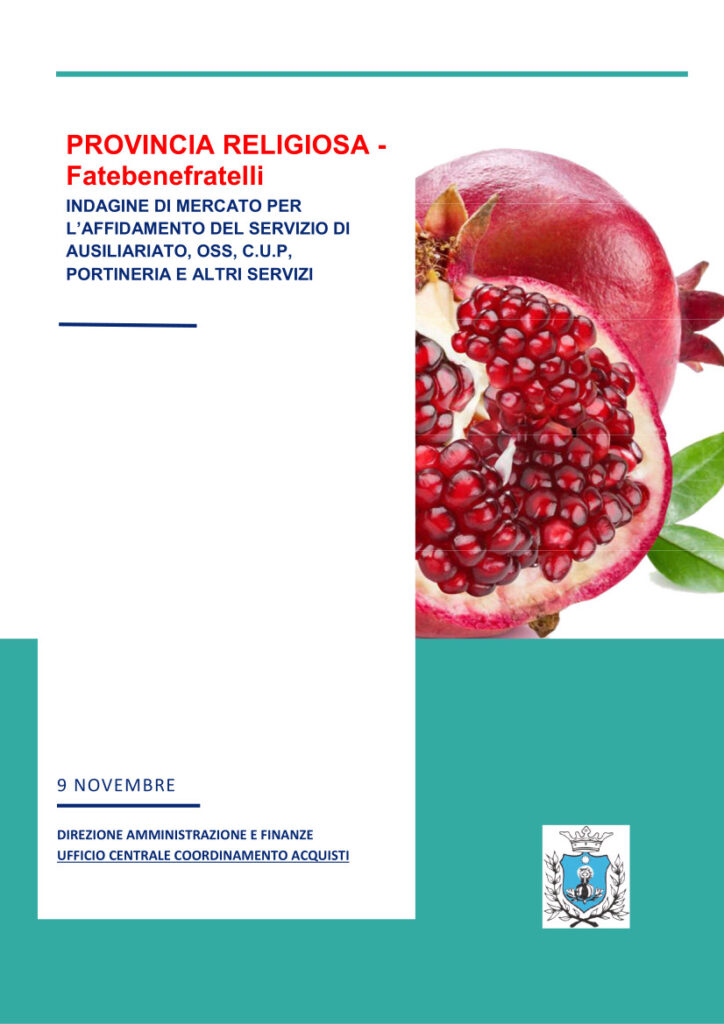 PROVINCIA RELIGIOSA -
Fatebenefratelli
INDAGINE DI MERCATO PER
L’AFFIDAMENTO DEL SERVIZIO DI
AUSILIARIATO, OSS, C.U.P,
PORTINERIA E ALTRI SERVIZI
9 NOVEMBRE
DIREZIONE AMMINISTRAZIONE E FINANZE
UFFICIO CENTRALE COORDINAMENTO ACQUISTI